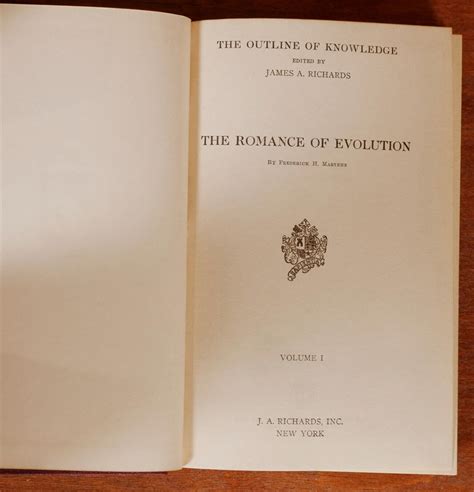 THE OUTLINE OF KNOWLEDGE
EDITED BY
JAMES A. RICHARDS
THE ROMANCE OF EVOLUTION
BY FREDERICK H. MARTENS
VOLUME I
J. A. RICHARDS, INC.
NEW YORK